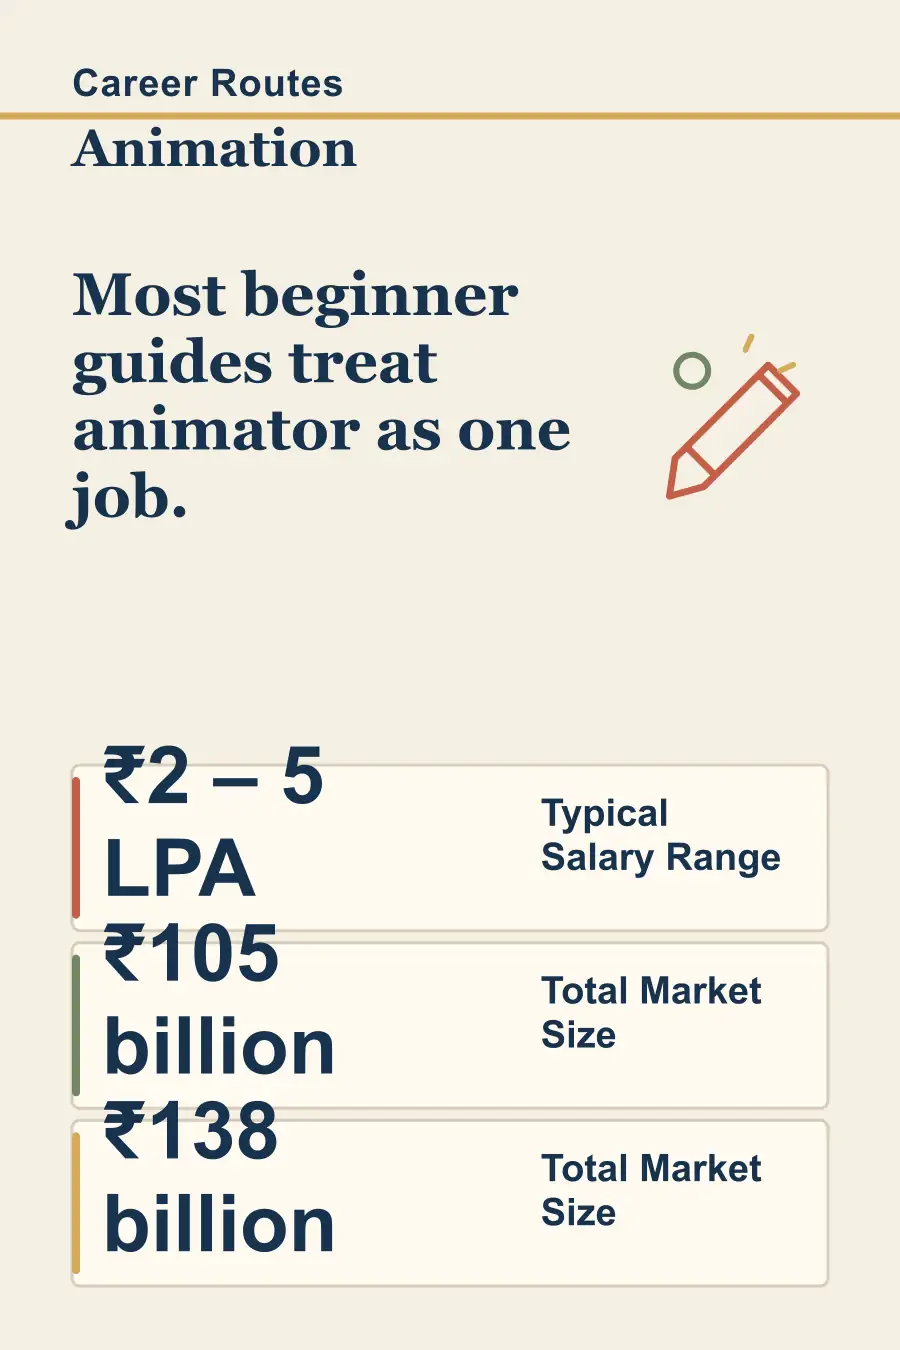 Career Routes
Animation
Most beginner
guides treat
animator as one
job.
₹2 – 5
LPA
Typical
Salary Range
₹105
billion
Total Market
Size
₹138
billion
Total Market
Size